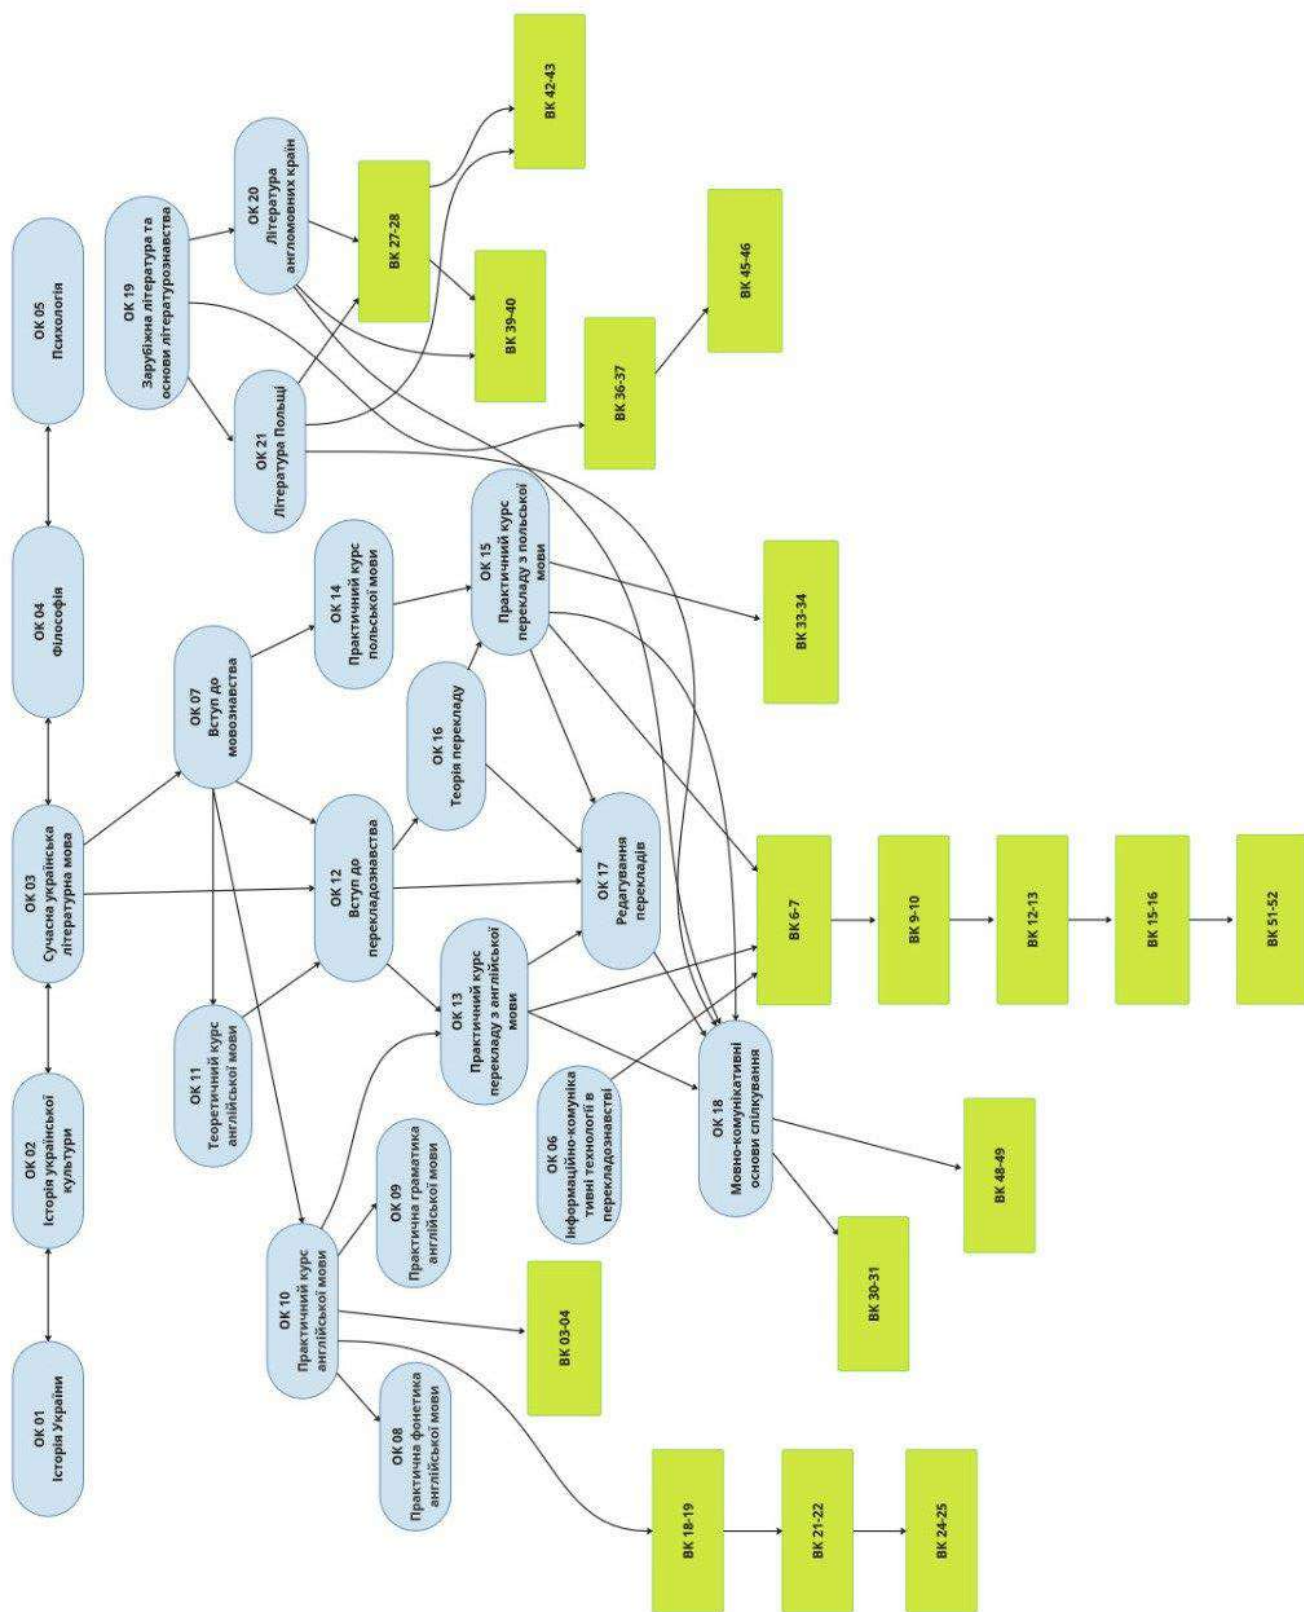 ОК 01
Історія України
ОК 02
Історія української
культури
ОК 03
Сучасна українська
літературна мова
ОК 04
Філософія
ОК 05
Психологія
ОК 07
Вступ до
мовознавства
ОК 19
Зарубіжна література та
основи літературознавства
ОК 11
Теоретичний курс
англійської мови
ОК 21
Література Польщі
ОК 20
Література
англомовних країн
ОК 10
Практичний курс
англійської мови
ОК 12
Вступ до
перекладознавства
ОК 14
Практичний курс
польської мови
ВК 27-28
ОК 08
Практична фонетика
англійської мови
ОК 09
Практична граматика
англійської мови
ОК 16
Теорія перекладу
ОК 13
Практичний курс
перекладу з англійської
мови
ОК 15
Практичний курс
перекладу з польської
мови
ВК 39-40
ВК 42-43
ВК 03-04
ОК 06
Інформаційно-комуніка
тивні технології в
перекладознавстві
ОК 17
Редагування
перекладів
ВК 36-37
ВК 18-19
ОК 18
Мовно-комунікативні
основи спілкування
ВК 45-46
ВК 21-22
ВК 6-7
ВК 33-34
ВК 30-31
ВК 9-10
ВК 24-25
ВК 48-49
ВК 12-13
ВК 15-16
ВК 51-52